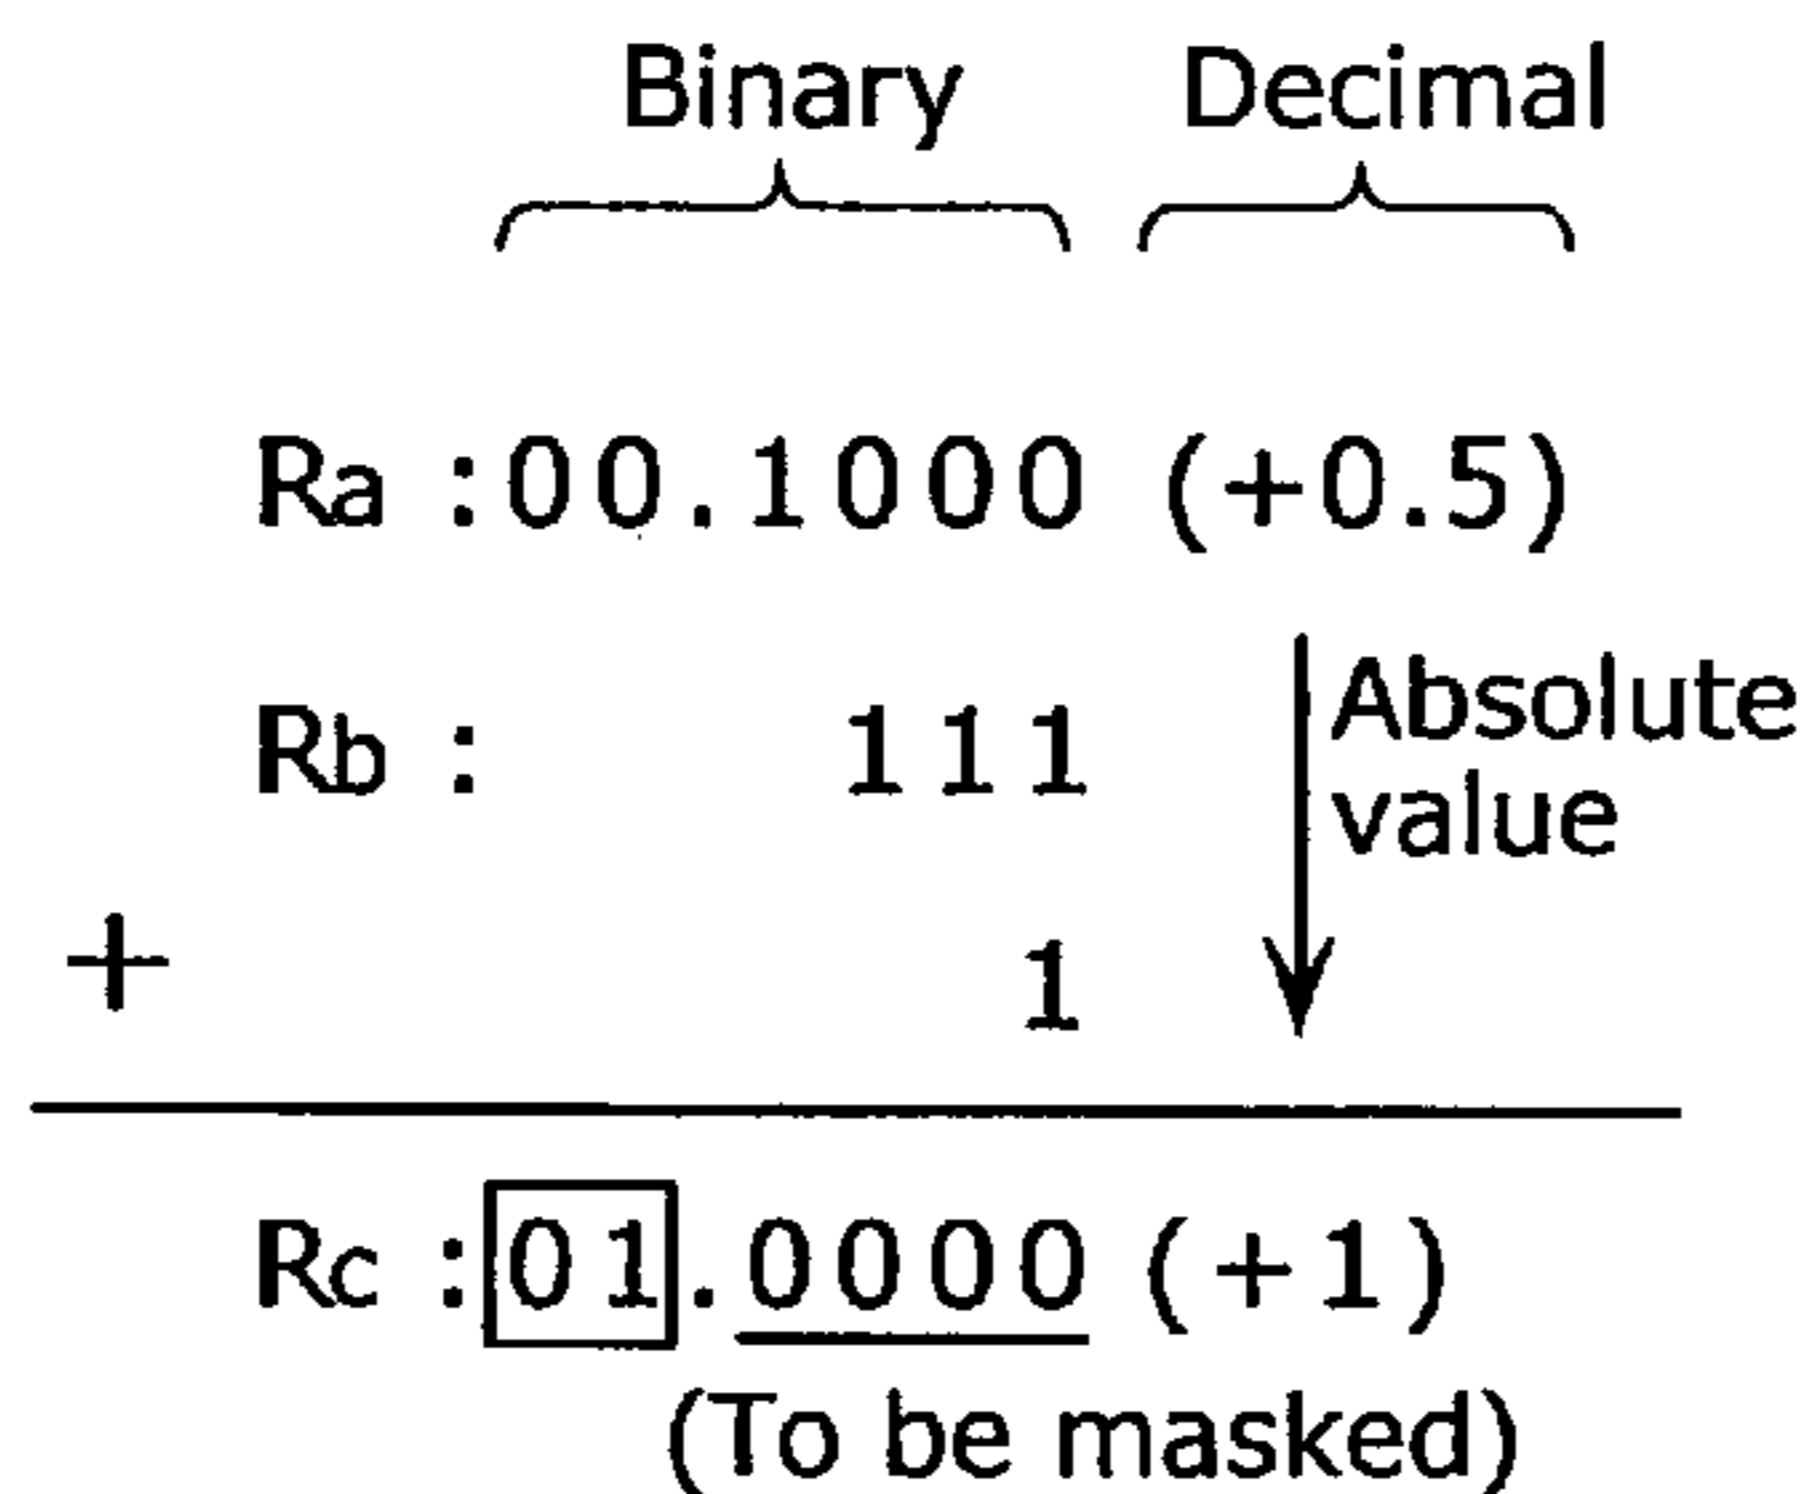 Binary Decimal
Ra :00.1000 (+0.5)
Rb : 111
Absolute
value
+ 1
Rc :01.0000 (+1)
(To be masked)